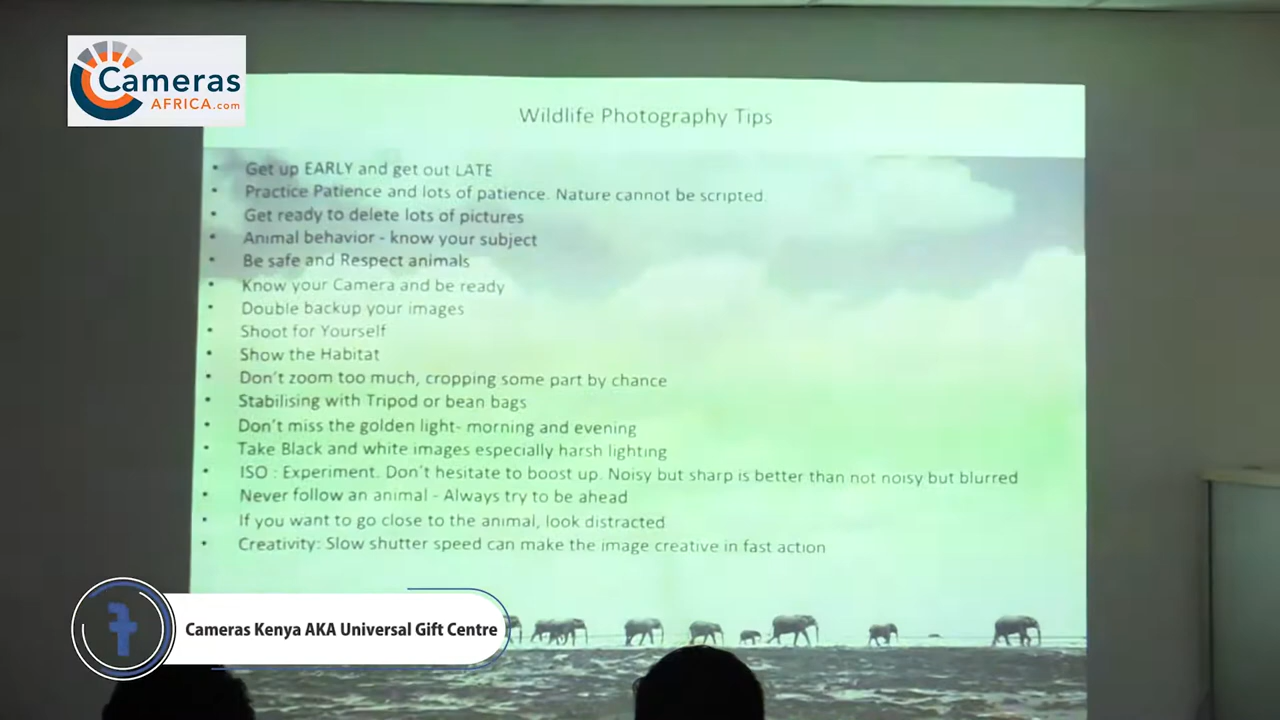 Cameras
AFRICA.com
Wildlife Photography Tips
• Get up EARLY and get out LATE
• Practice Patience and lots of patience. Nature cannot be scripted.
• Get ready to delete lots of pictures
• Animal behavior - know your subject
• Be safe and Respect animals
• Know your Camera and be ready
• Double backup your images
• Shoot for Yourself
• Show the Habitat
• Don't zoom too much, cropping some part by chance
• Stabilising with Tripod or bean bags
• Don't miss the golden light- morning and evening
• Take Black and white images especially harsh lighting
• ISO : Experiment. Don't hesitate to boost up. Noisy but sharp is better than not noisy but blurred
• Never follow an animal - Always try to be ahead
• If you want to go close to the animal, look distracted
• Creativity: Slow shutter speed can make the image creative in fast action
Cameras Kenya AKA Universal Gift Centre